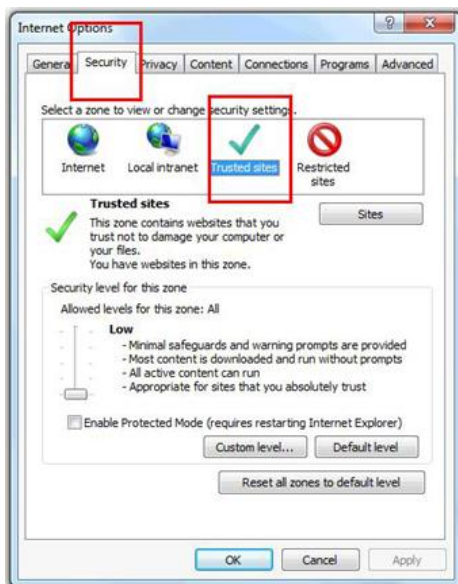 Internet Options
General Security Privacy Content Connections Programs Advanced
Select a zone to view or change security settings.
Internet Local intranet Trusted sites Restricted sites
Trusted sites
Sites
This zone contains websites that you
trust not to damage your computer or
your files.
You have websites in this zone.
Security level for this zone
Allowed levels for this zone: All
Low
- Minimal safeguards and warning prompts are provided
- Most content is downloaded and run without prompts
- All active content can run
- Appropriate for sites that you absolutely trust
Enable Protected Mode (requires restarting Internet Explorer)
Custom level... Default level
Reset all zones to default level
OK Cancel Apply